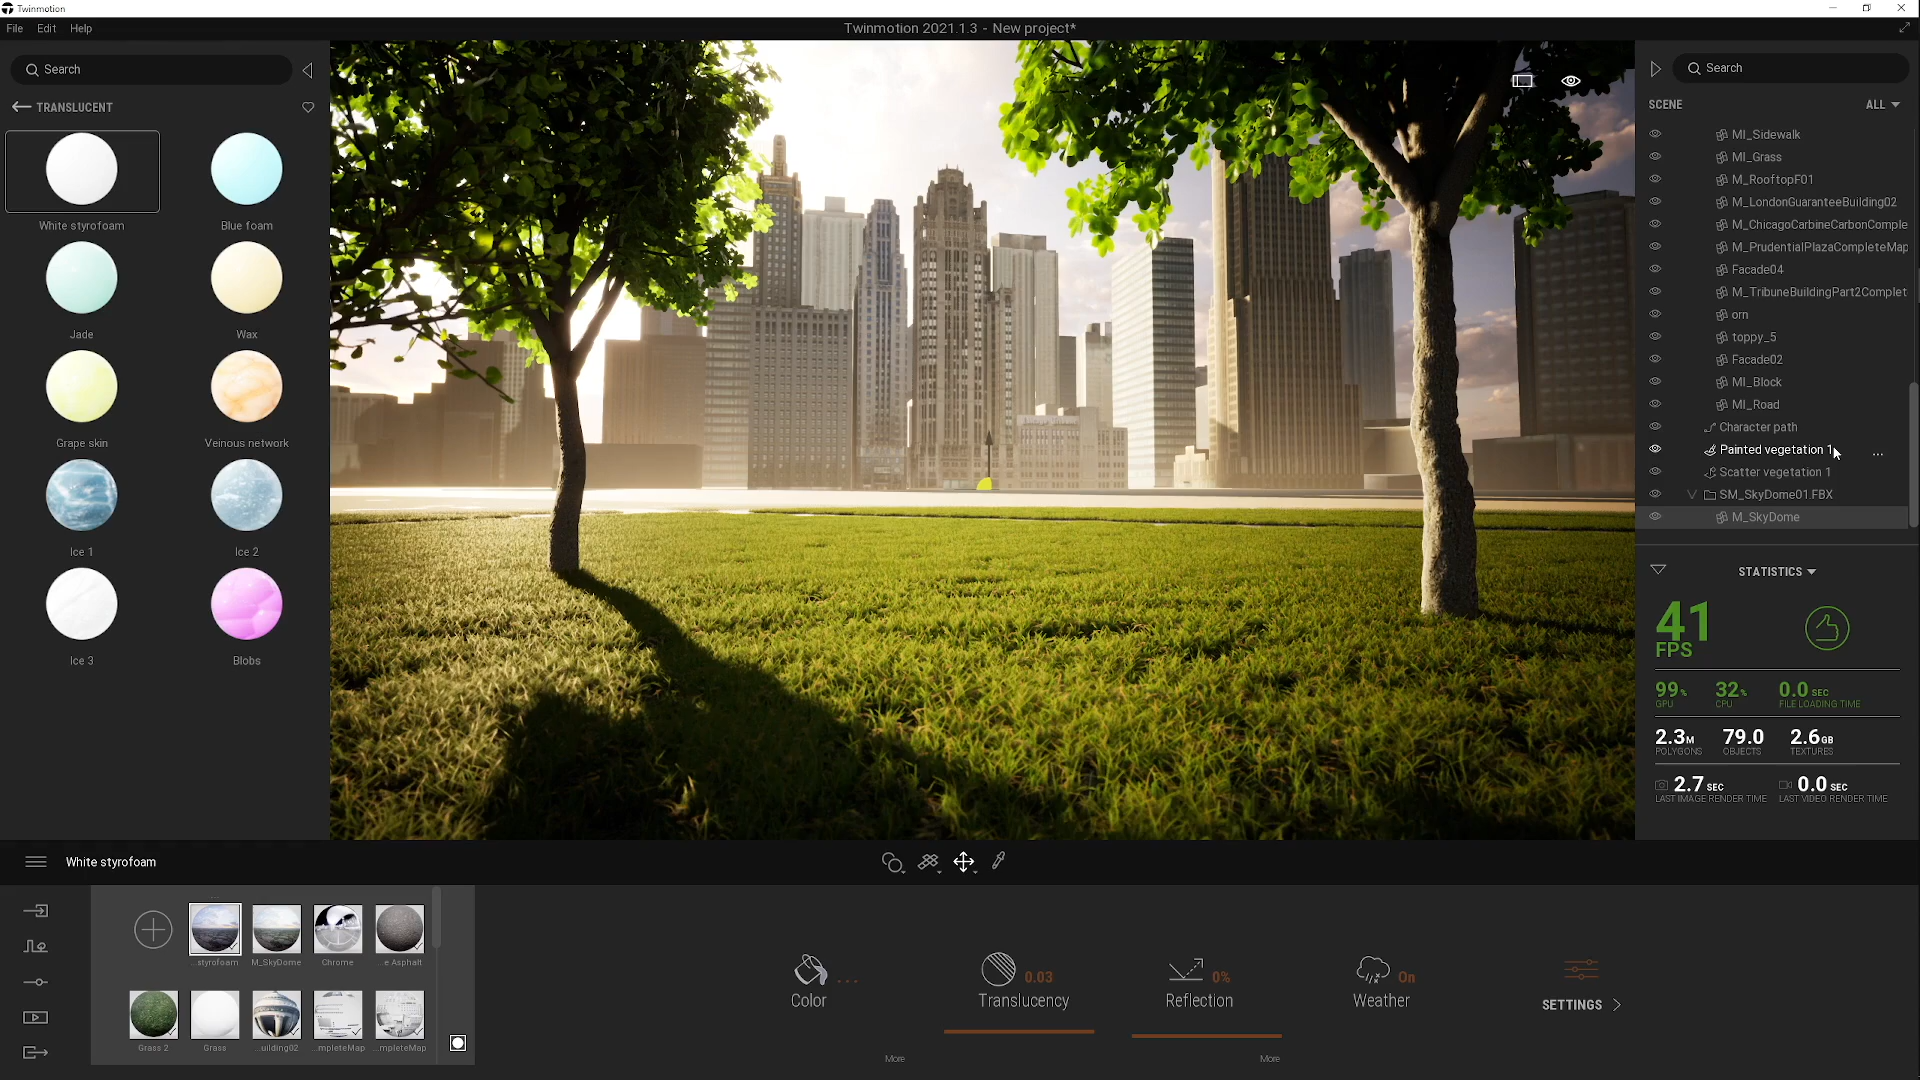 Twinmotion
File Edit Help
Twinmotion 2021.1.3 - New project*
Search
TRANSLUCENT
White styrofoam
Blue foam
Jade
Wax
Grape skin
Veinous network
Ice 1
Ice 2
Ice 3
Blobs
Search
SCENE
ALL
MI_Sidewalk
MI_Grass
M_RooftopF01
M_LondonGuaranteeBuilding02
M_ChicagoCarbineCarbonComple
M_PrudentialPlazaCompleteMap
Facade04
M_TribuneBuildingPart2Complet
orn
toppy_5
Facade02
MI_Block
MI_Road
Character path
Painted vegetation 1
...
Scatter vegetation 1
SM_SkyDome01.FBX
M_SkyDome
STATISTICS
41
FPS
99%
GPU
32%
CPU
0.0 SEC
FILE LOADING TIME
2.3M
POLYGONS
79.0
OBJECTS
2.6GB
TEXTURES
2.7 SEC
LAST IMAGE RENDER TIME
0.0 SEC
LAST VIDEO RENDER TIME
White styrofoam
...styrofoam
M_SkyDome
Chrome
...e Asphalt
Grass 2
Grass
...uilding02
...mpleteMap
...mpleteMap
...
Color
0.03
Translucency
0%
Reflection
On
Weather
SETTINGS
More
More